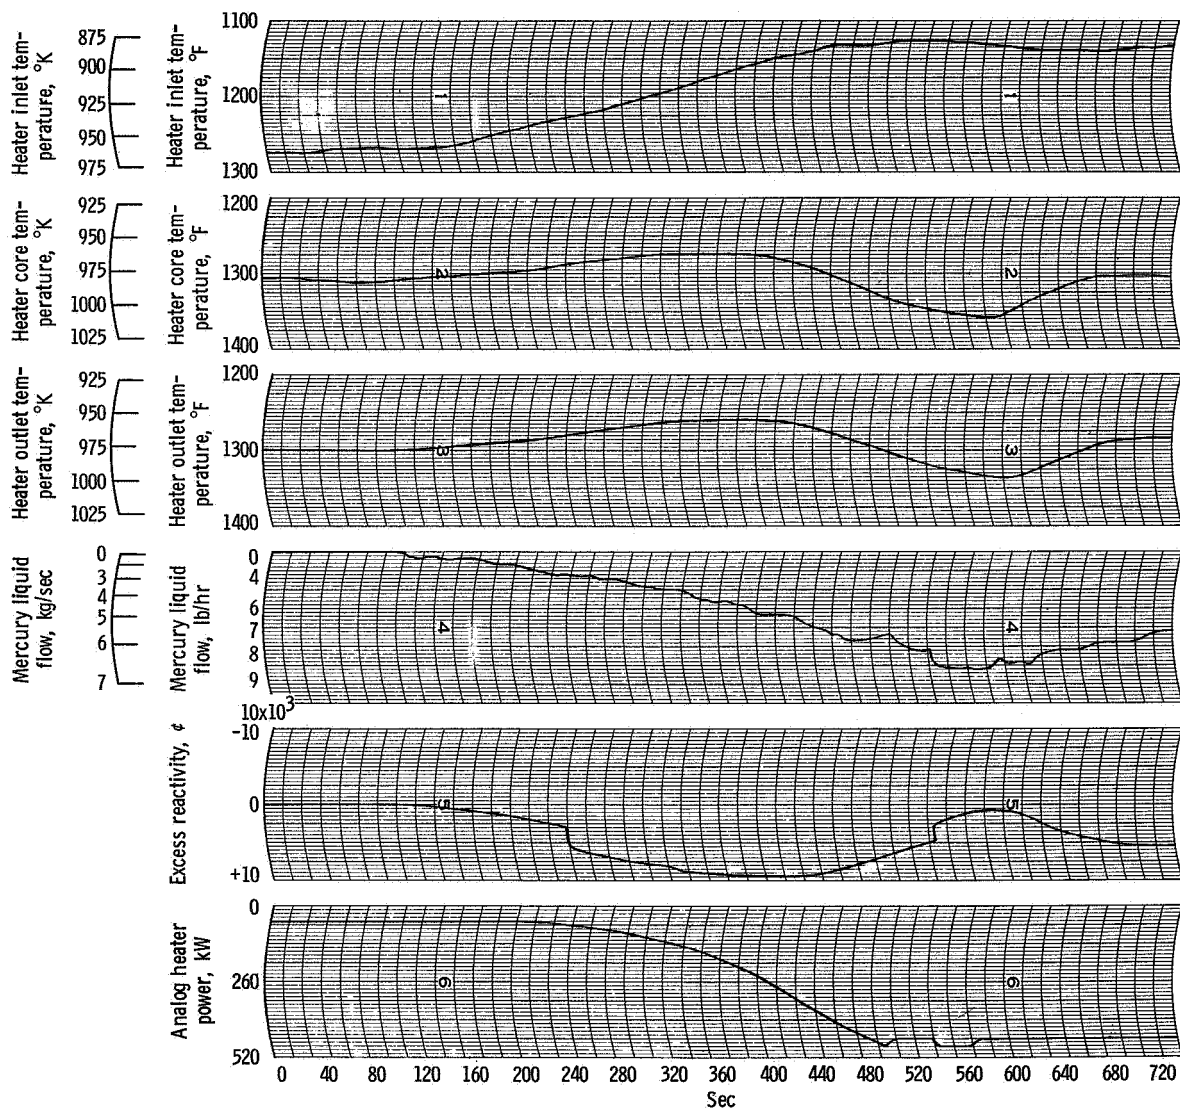 Heater inlet tem-
perature, °K
875
900
925
950
975
Heater inlet tem-
perature, °F
1100
1200
1300
1
1
Heater core tem-
perature, °K
925
950
975
1000
1025
Heater core tem-
perature, °F
1200
1300
1400
2
2
Heater outlet tem-
perature, °K
925
950
975
1000
1025
Heater outlet tem-
perature, °F
1200
1300
1400
3
3
Mercury liquid
flow, kg/sec
0
3
4
5
6
7
Mercury liquid
flow, lb/hr
0
4
6
7
8
9
10x10³
4
4
Excess reactivity, ¢
-10
0
+10
5
5
Analog heater
power, kW
0
260
520
6
6
0 40 80 120 160 200 240 280 320 360 400 440 480 520 560 600 640 680 720
Sec